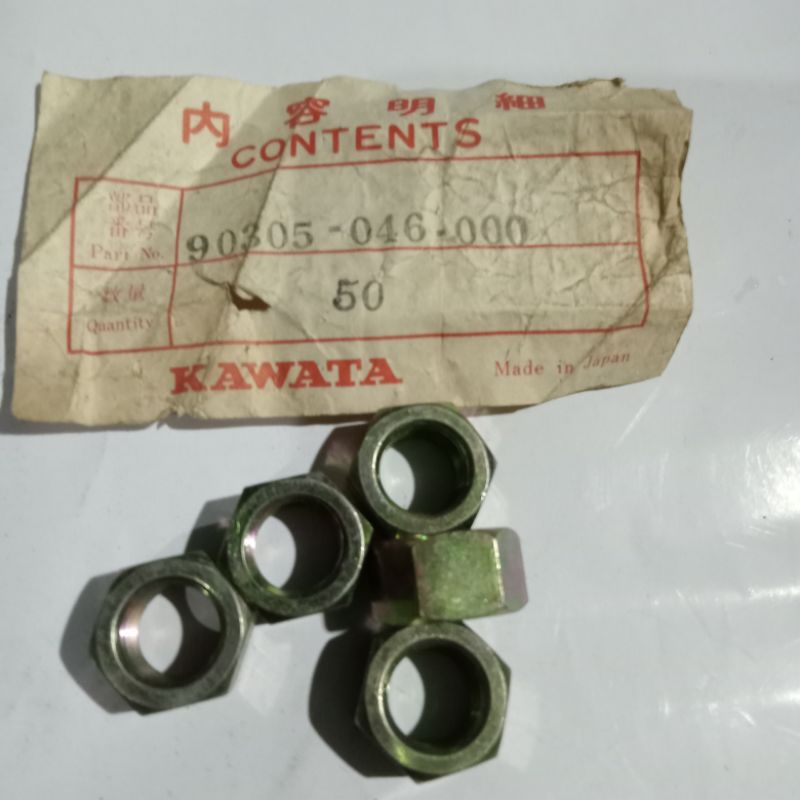 内容明細
CONTENTS
部品
番号
Part No.
90305-046-000
数量
Quantity
50
KAWATA
Made in Japan